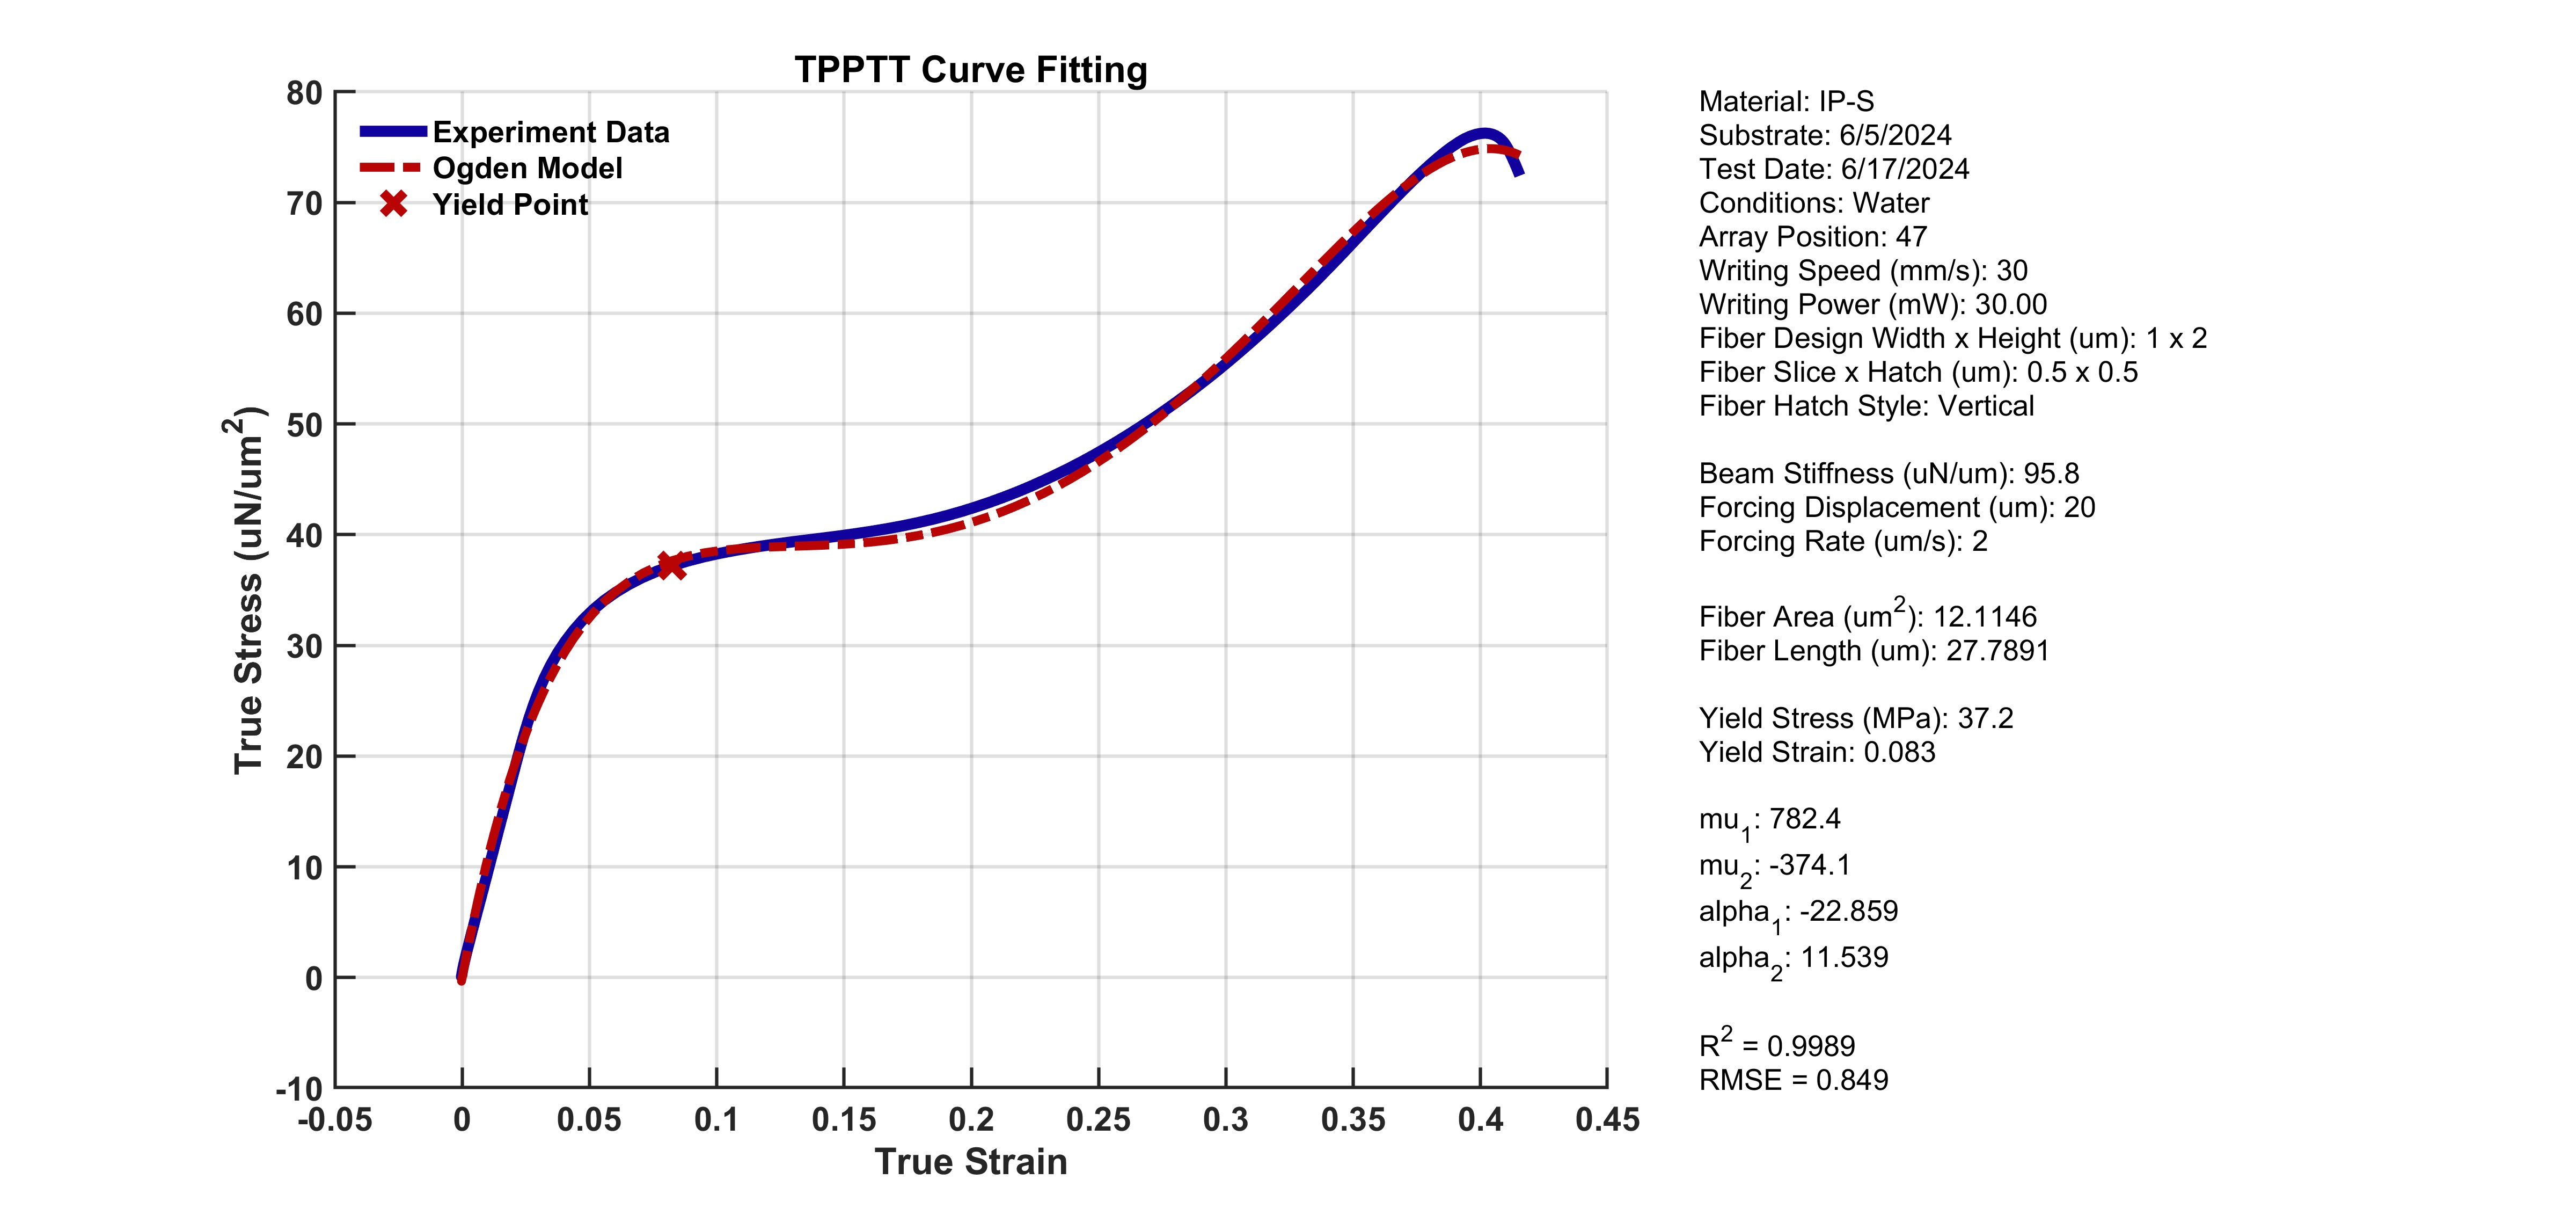 TPPTT Curve Fitting
80
70
60
50
40
30
20
10
0
-10
True Stress (uN/um²)
Experiment Data
Ogden Model
Yield Point
-0.05 0 0.05 0.1 0.15 0.2 0.25 0.3 0.35 0.4 0.45
True Strain
Material: IP-S
Substrate: 6/5/2024
Test Date: 6/17/2024
Conditions: Water
Array Position: 47
Writing Speed (mm/s): 30
Writing Power (mW): 30.00
Fiber Design Width x Height (um): 1 x 2
Fiber Slice x Hatch (um): 0.5 x 0.5
Fiber Hatch Style: Vertical
Beam Stiffness (uN/um): 95.8
Forcing Displacement (um): 20
Forcing Rate (um/s): 2
Fiber Area (um²): 12.1146
Fiber Length (um): 27.7891
Yield Stress (MPa): 37.2
Yield Strain: 0.083
mu₁: 782.4
mu₂: -374.1
alpha₁: -22.859
alpha₂: 11.539
R² = 0.9989
RMSE = 0.849